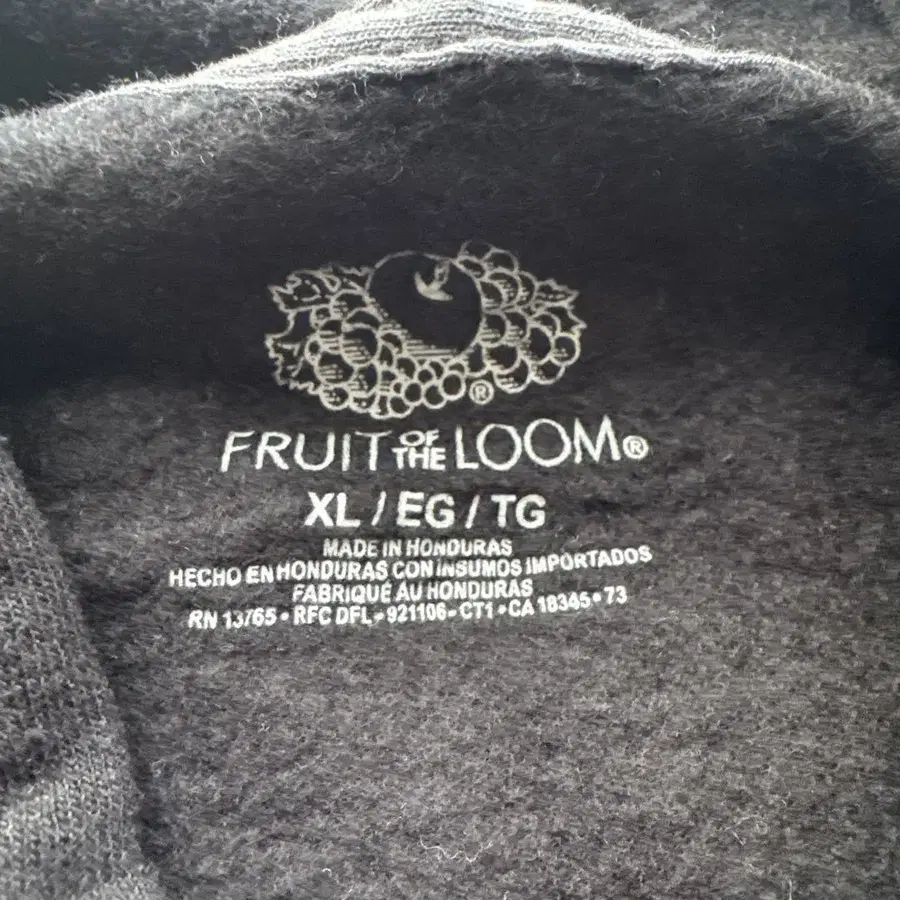 ®
FRUIT OF THE LOOM®
XL / EG / TG
MADE IN HONDURAS
HECHO EN HONDURAS CON INSUMOS IMPORTADOS
FABRIQUÉ AU HONDURAS
RN 13765 • RFC DFL - 921106 - CT1 • CA 18345 • 73